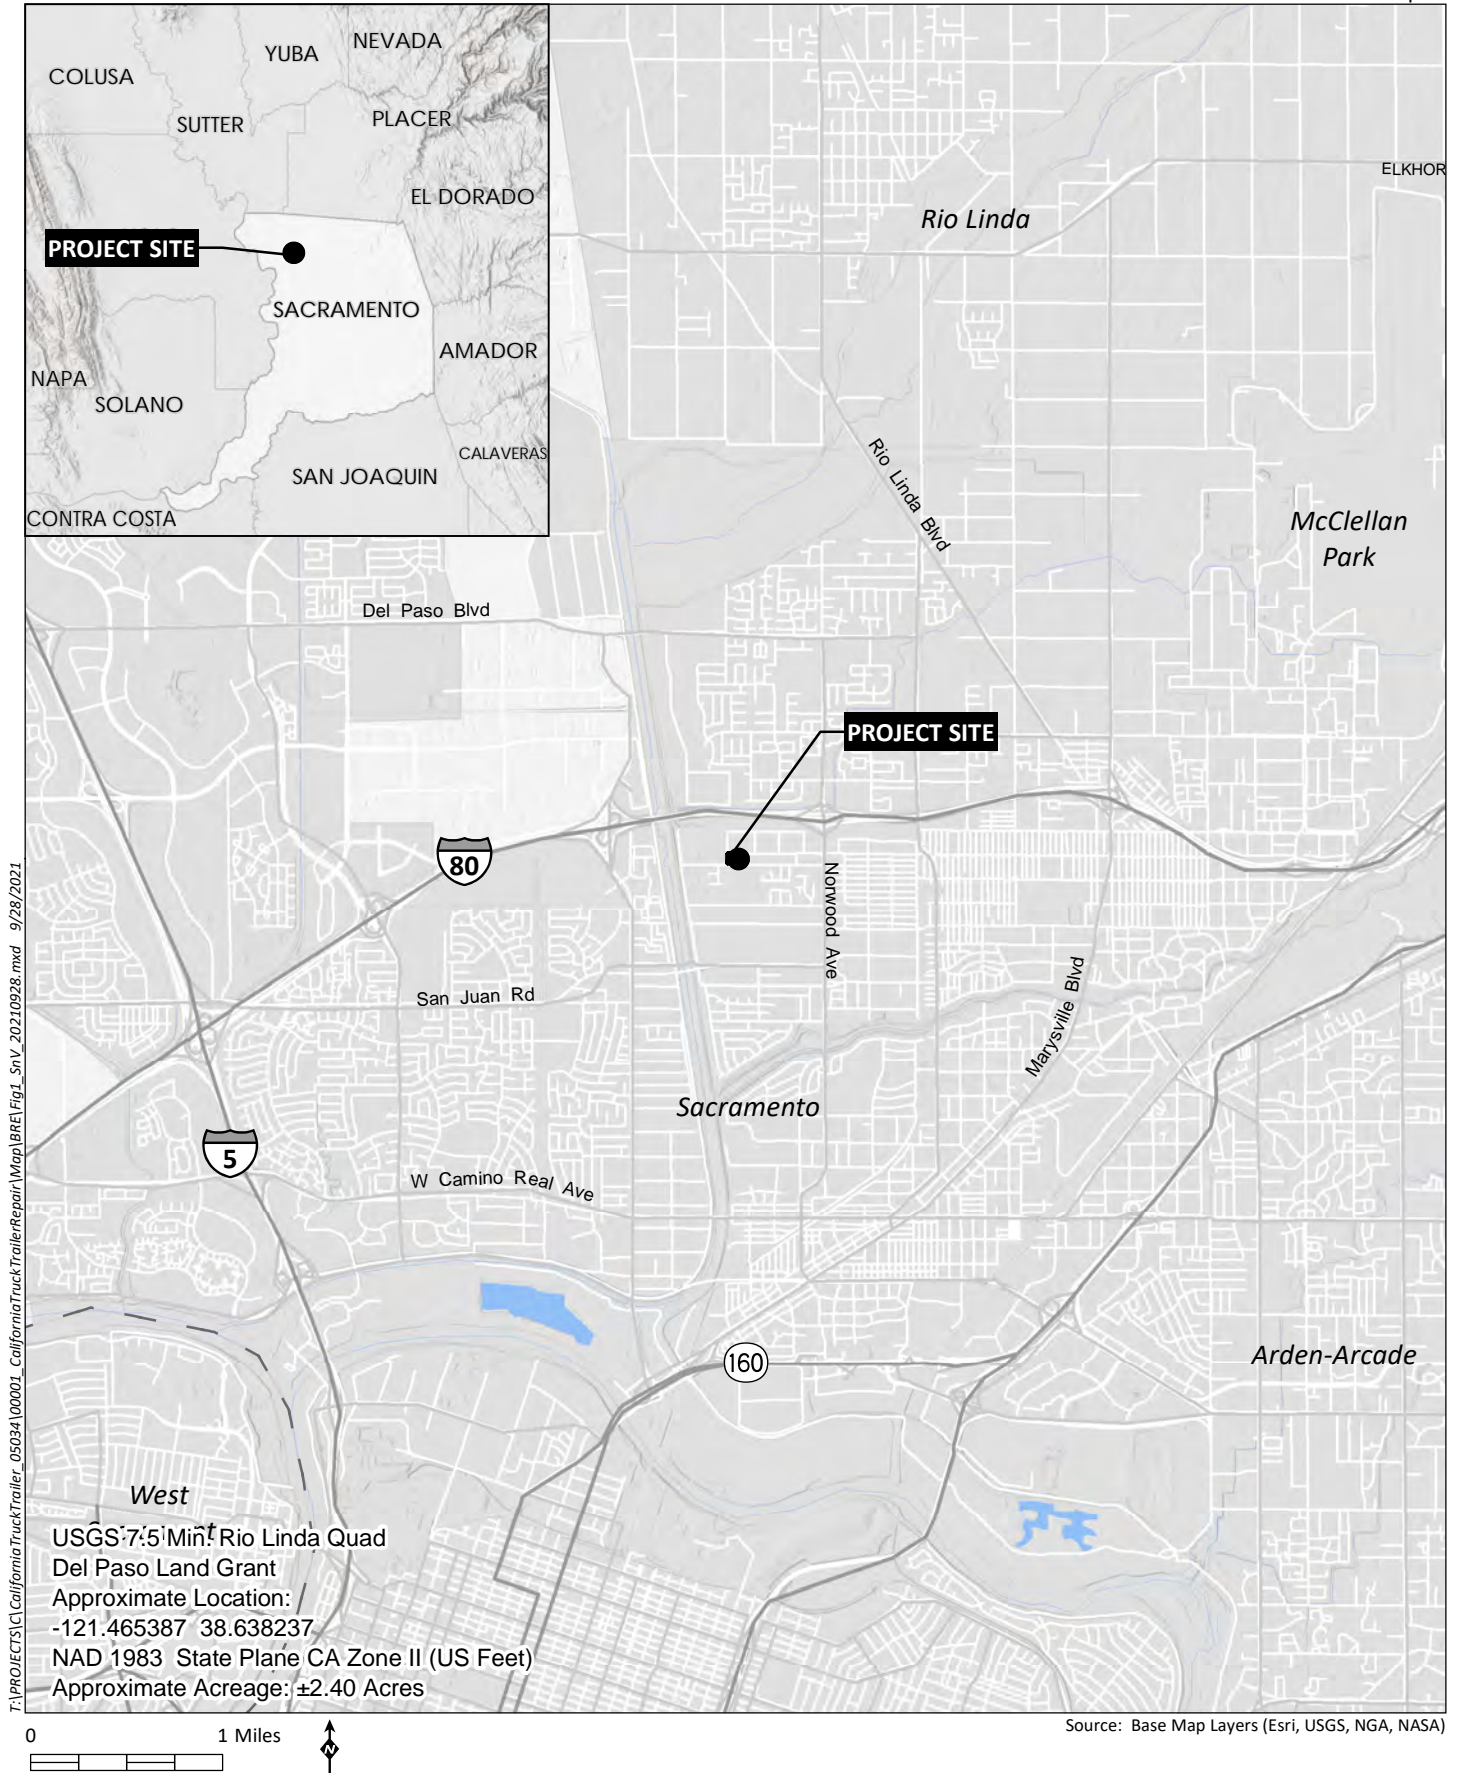 COLUSA
YUBA
NEVADA
SUTTER
PLACER
EL DORADO
PROJECT SITE
SACRAMENTO
AMADOR
NAPA
SOLANO
CALAVERAS
SAN JOAQUIN
CONTRA COSTA
ELKHOR
Rio Linda
Rio Linda Blvd
McClellan
Park
Del Paso Blvd
PROJECT SITE
80
Norwood Ave
San Juan Rd
Marysville Blvd
Sacramento
5
W Camino Real Ave
160
Arden-Arcade
West
USGS 7.5 Min. Rio Linda Quad
Del Paso Land Grant
Approximate Location:
-121.465387 38.638237
NAD 1983 State Plane CA Zone II (US Feet)
Approximate Acreage: ±2.40 Acres
T:\PROJECTS\C\CaliforniaTruckTrailer_05034\00001_CaliforniaTruckTrailerRepair\Map\BRE\Fig1_SnV_20210928.mxd 9/28/2021
0 1 Miles
N
Source: Base Map Layers (Esri, USGS, NGA, NASA)